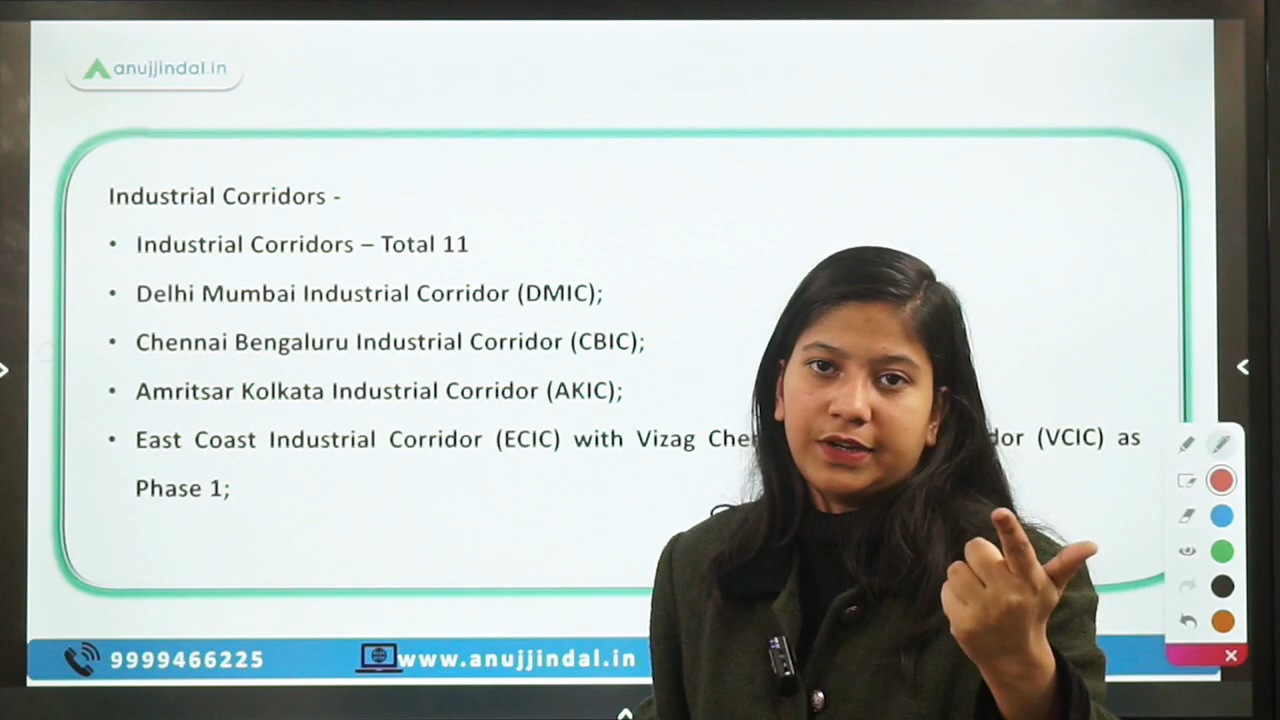 anujjindal.in
Industrial Corridors -
• Industrial Corridors – Total 11
• Delhi Mumbai Industrial Corridor (DMIC);
• Chennai Bengaluru Industrial Corridor (CBIC);
• Amritsar Kolkata Industrial Corridor (AKIC);
• East Coast Industrial Corridor (ECIC) with Vizag (VCIC) as
Phase 1;
9999466225
www.anujjindal.in